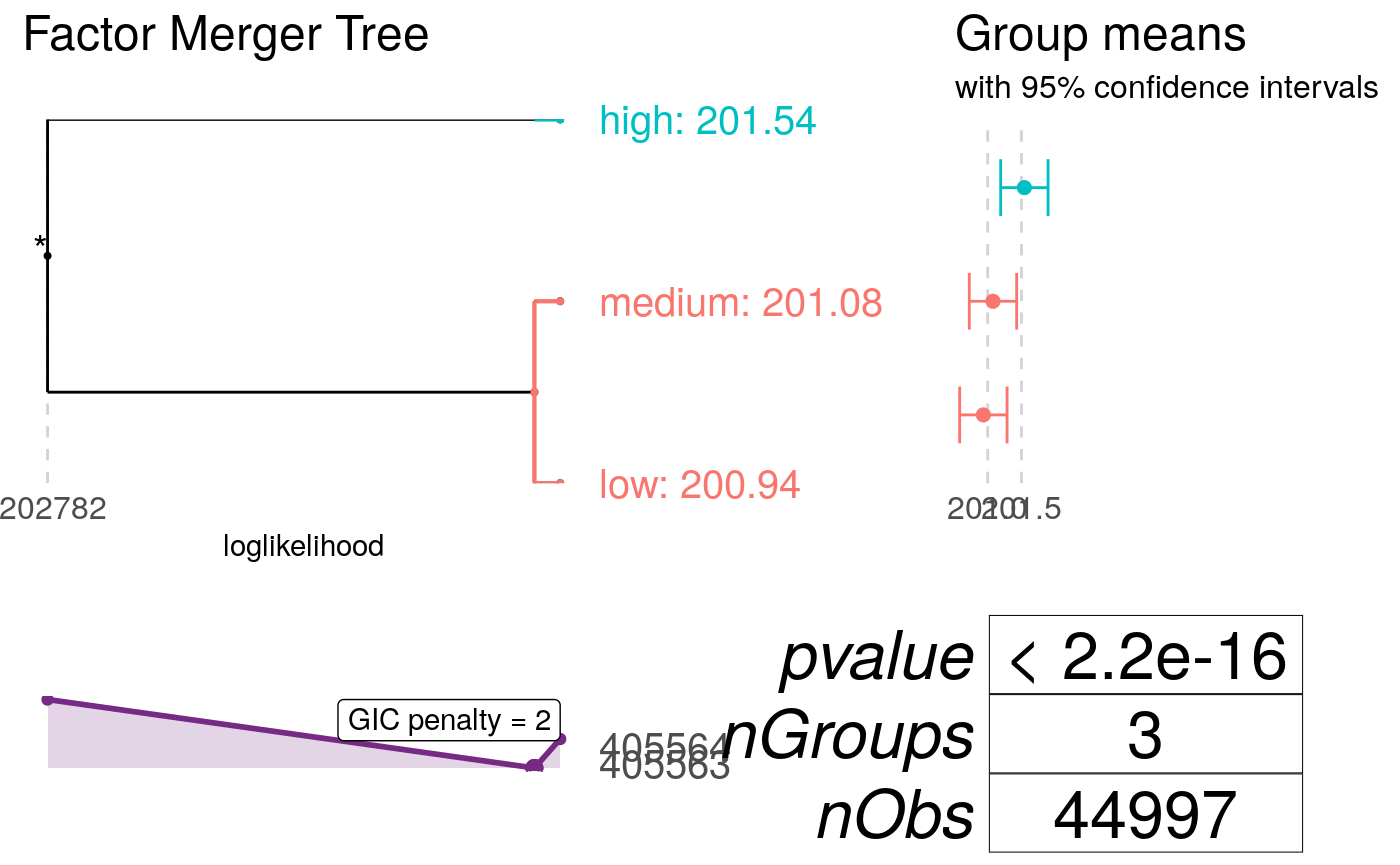 Factor Merger Tree
Group means
with 95% confidence intervals
high: 201.54
*
medium: 201.08
low: 200.94
202782
201.0
201.5
loglikelihood
GIC penalty = 2
405564
405563
pvalue < 2.2e-16
nGroups 3
nObs 44997